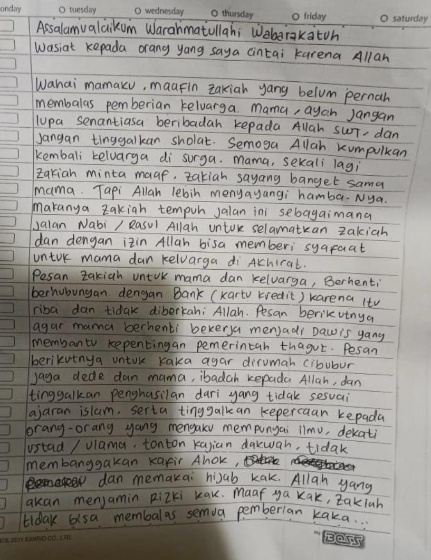 onday tuesday wednesday thursday friday saturday
Assalamualaikum Warahmatullahi Wabarakatuh
Wasiat kepada orang yang saya cintai karena Allah
Wahai mamaku, maafin zakiah yang belum pernah
membalas pemberian keluarga. Mama, ayah jangan
lupa senantiasa beribadah kepada Allah SWT, dan
jangan tinggalkan sholat. Semoga Allah kumpulkan
kembali keluarga di surga. Mama, sekali lagi
zakiah minta maaf, zakiah sayang banget sama
mama. Tapi Allah lebih menyayangi hamba-Nya.
Makanya zakiah tempuh jalan ini sebagaimana
jalan Nabi / Rasul Allah untuk selamatkan zakiah
dan dengan izin Allah bisa memberi syafaat
untuk mama dan keluarga di Akhirat.
Pesan zakiah untuk mama dan keluarga, Berhenti
berhubungan dengan Bank (kartu kredit) karena itu
riba dan tidak diberkahi Allah. Pesan berikutnya
agar mama berhenti bekerja menjadi Dawis yang
membantu kepentingan pemerintah thagut. Pesan
berikutnya untuk kaka agar dirumah cibubur
jaga dede dan mama, ibadah kepada Allah, dan
tinggalkan penghasilan dari yang tidak sesuai
ajaran islam, serta tinggalkan kepercaan kepada
orang-orang yang mengaku mempunyai ilmu, dekati
ustad / ulama, tonton kajian dakwah, tidak
membanggakan kafir Ahok,
dan memakai hijab kak. Allah yang
akan menjamin Rizki kak. Maaf ya kak, zakiah
tidak bisa membalas semua pemberian kaka...
by Boss